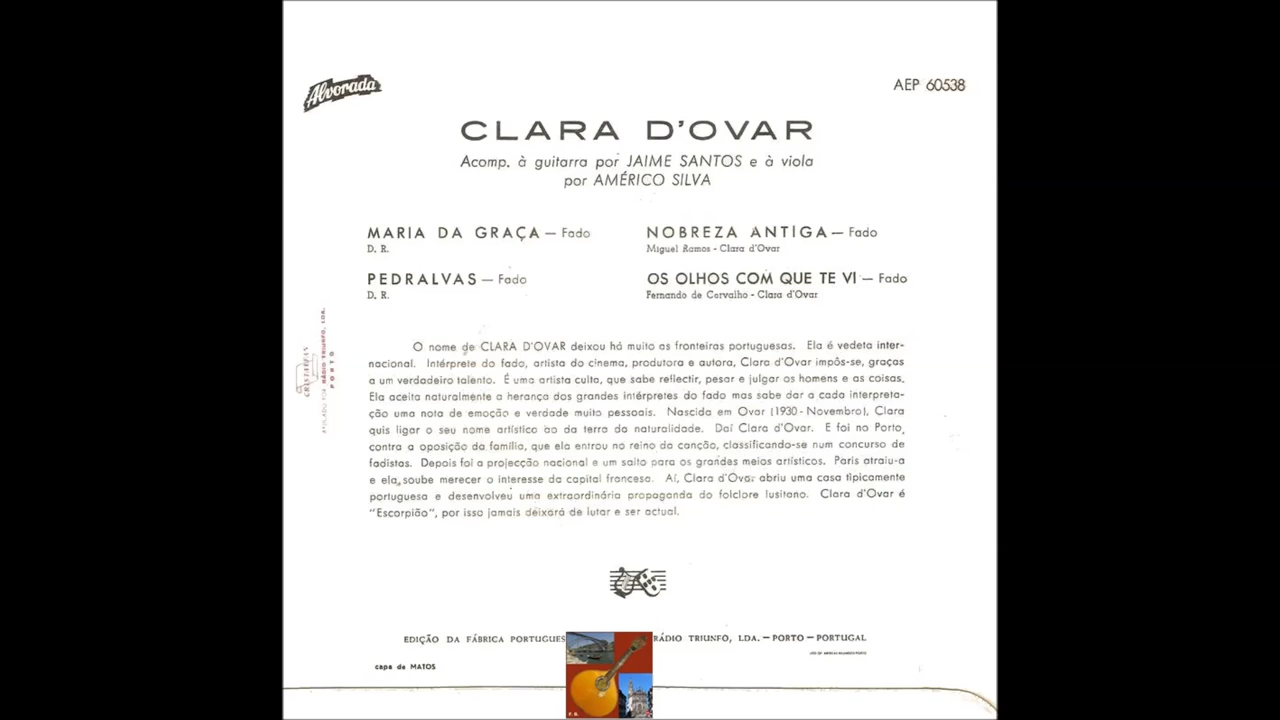 Alvorada
AEP 60538
CLARA D'OVAR
Acomp. à guitarra por JAIME SANTOS e à viola
por AMÉRICO SILVA
MARIA DA GRAÇA — Fado
D. R.
PEDRALVAS — Fado
D. R.
NOBREZA ANTIGA — Fado
Miguel Ramos - Clara d'Ovar
OS OLHOS COM QUE TE VI — Fado
Fernando de Carvalho - Clara d'Ovar
O nome de CLARA D'OVAR deixou há muito as fronteiras portuguesas. Ela é vedeta inter-
nacional. Intérprete do fado, artista do cinema, produtora e autora, Clara d'Ovar impôs-se, graças
a um verdadeiro talento. É uma artista culta, que sabe reflectir, pesar e julgar os homens e as coisas.
Ela aceita naturalmente a herança dos grandes intérpretes do fado mas sabe dar a cada interpreta-
ção uma nota de emoção e verdade muito pessoais. Nascida em Ovar (1930 - Novembro), Clara
quis ligar o seu nome artístico ao da terra da naturalidade. Daí Clara d'Ovar. E foi no Porto,
contra a oposição da família, que ela entrou no reino da canção, classificando-se num concurso de
fadistas. Depois foi a projecção nacional e um salto para os grandes meios artísticos. Paris atraiu-a
e ela soube merecer o interesse da capital francesa. Aí, Clara d'Ovar abriu uma casa tìpicamente
portuguesa e desenvolveu uma extraordinária propaganda do folclore lusitano. Clara d'Ovar é
"Escorpião", por isso jamais deixará de lutar e ser actual.
RÁDIO TRIUNFO, LDA.
PORTO
EDIÇÃO DA FÁBRICA PORTUGUES RÁDIO TRIUNFO, LDA. — PORTO — PORTUGAL
capa de MATOS